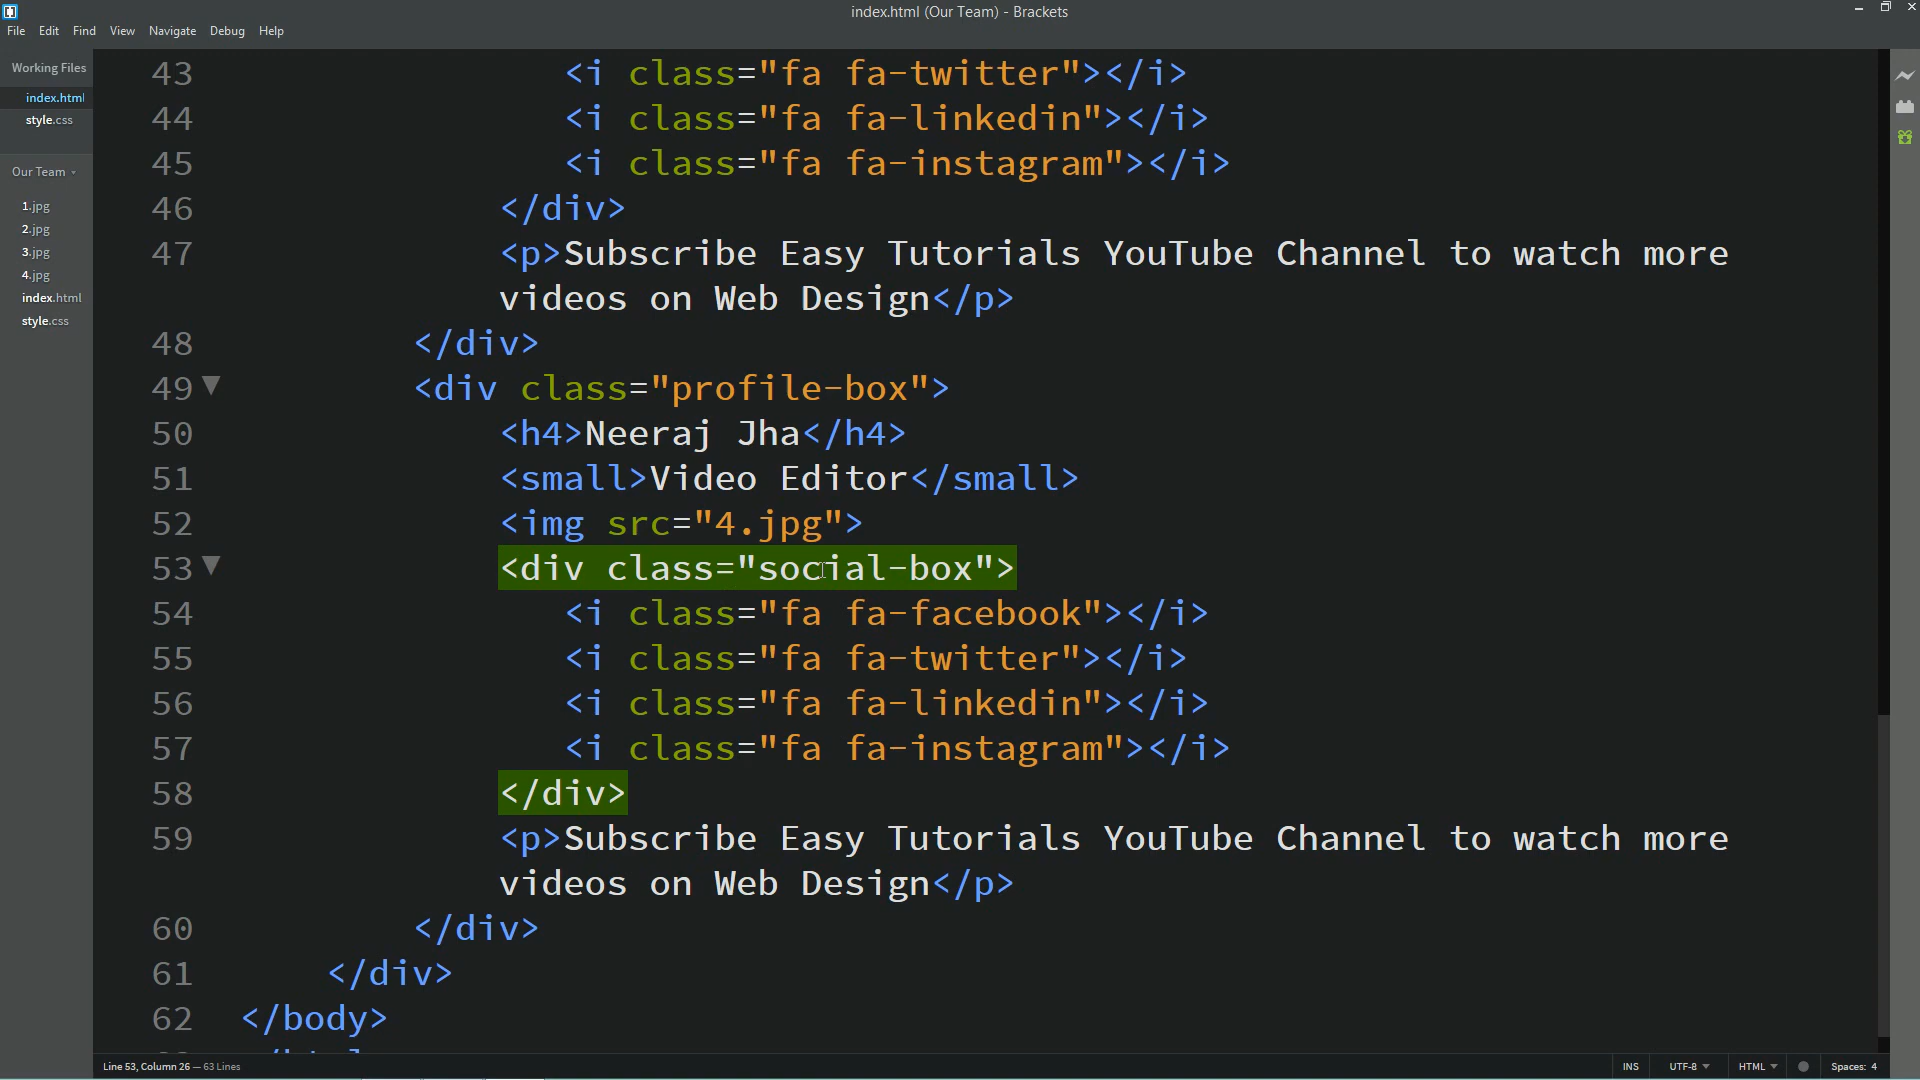 index.html (Our Team) - Brackets
File Edit Find View Navigate Debug Help
Working Files
index.html
style.css
Our Team
1.jpg
2.jpg
3.jpg
4.jpg
index.html
style.css
43 <i class="fa fa-twitter"></i>
44 <i class="fa fa-linkedin"></i>
45 <i class="fa fa-instagram"></i>
46 </div>
47 <p>Subscribe Easy Tutorials YouTube Channel to watch more
videos on Web Design</p>
48 </div>
49 <div class="profile-box">
50 <h4>Neeraj Jha</h4>
51 <small>Video Editor</small>
52 <img src="4.jpg">
53 <div class="social-box">
54 <i class="fa fa-facebook"></i>
55 <i class="fa fa-twitter"></i>
56 <i class="fa fa-linkedin"></i>
57 <i class="fa fa-instagram"></i>
58 </div>
59 <p>Subscribe Easy Tutorials YouTube Channel to watch more
videos on Web Design</p>
60 </div>
61 </div>
62 </body>
Line 53, Column 26 — 63 Lines
INS UTF-8 HTML Spaces: 4